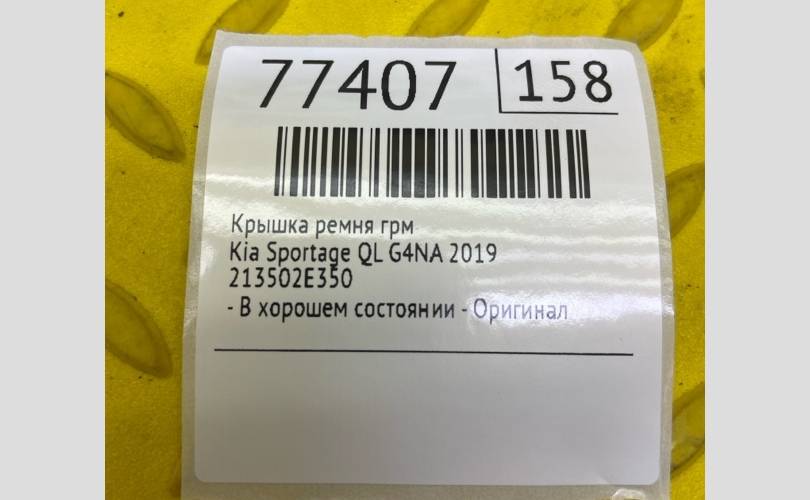 77407 158
Крышка ремня грм
Kia Sportage QL G4NA 2019
213502E350
- В хорошем состоянии - Оригинал